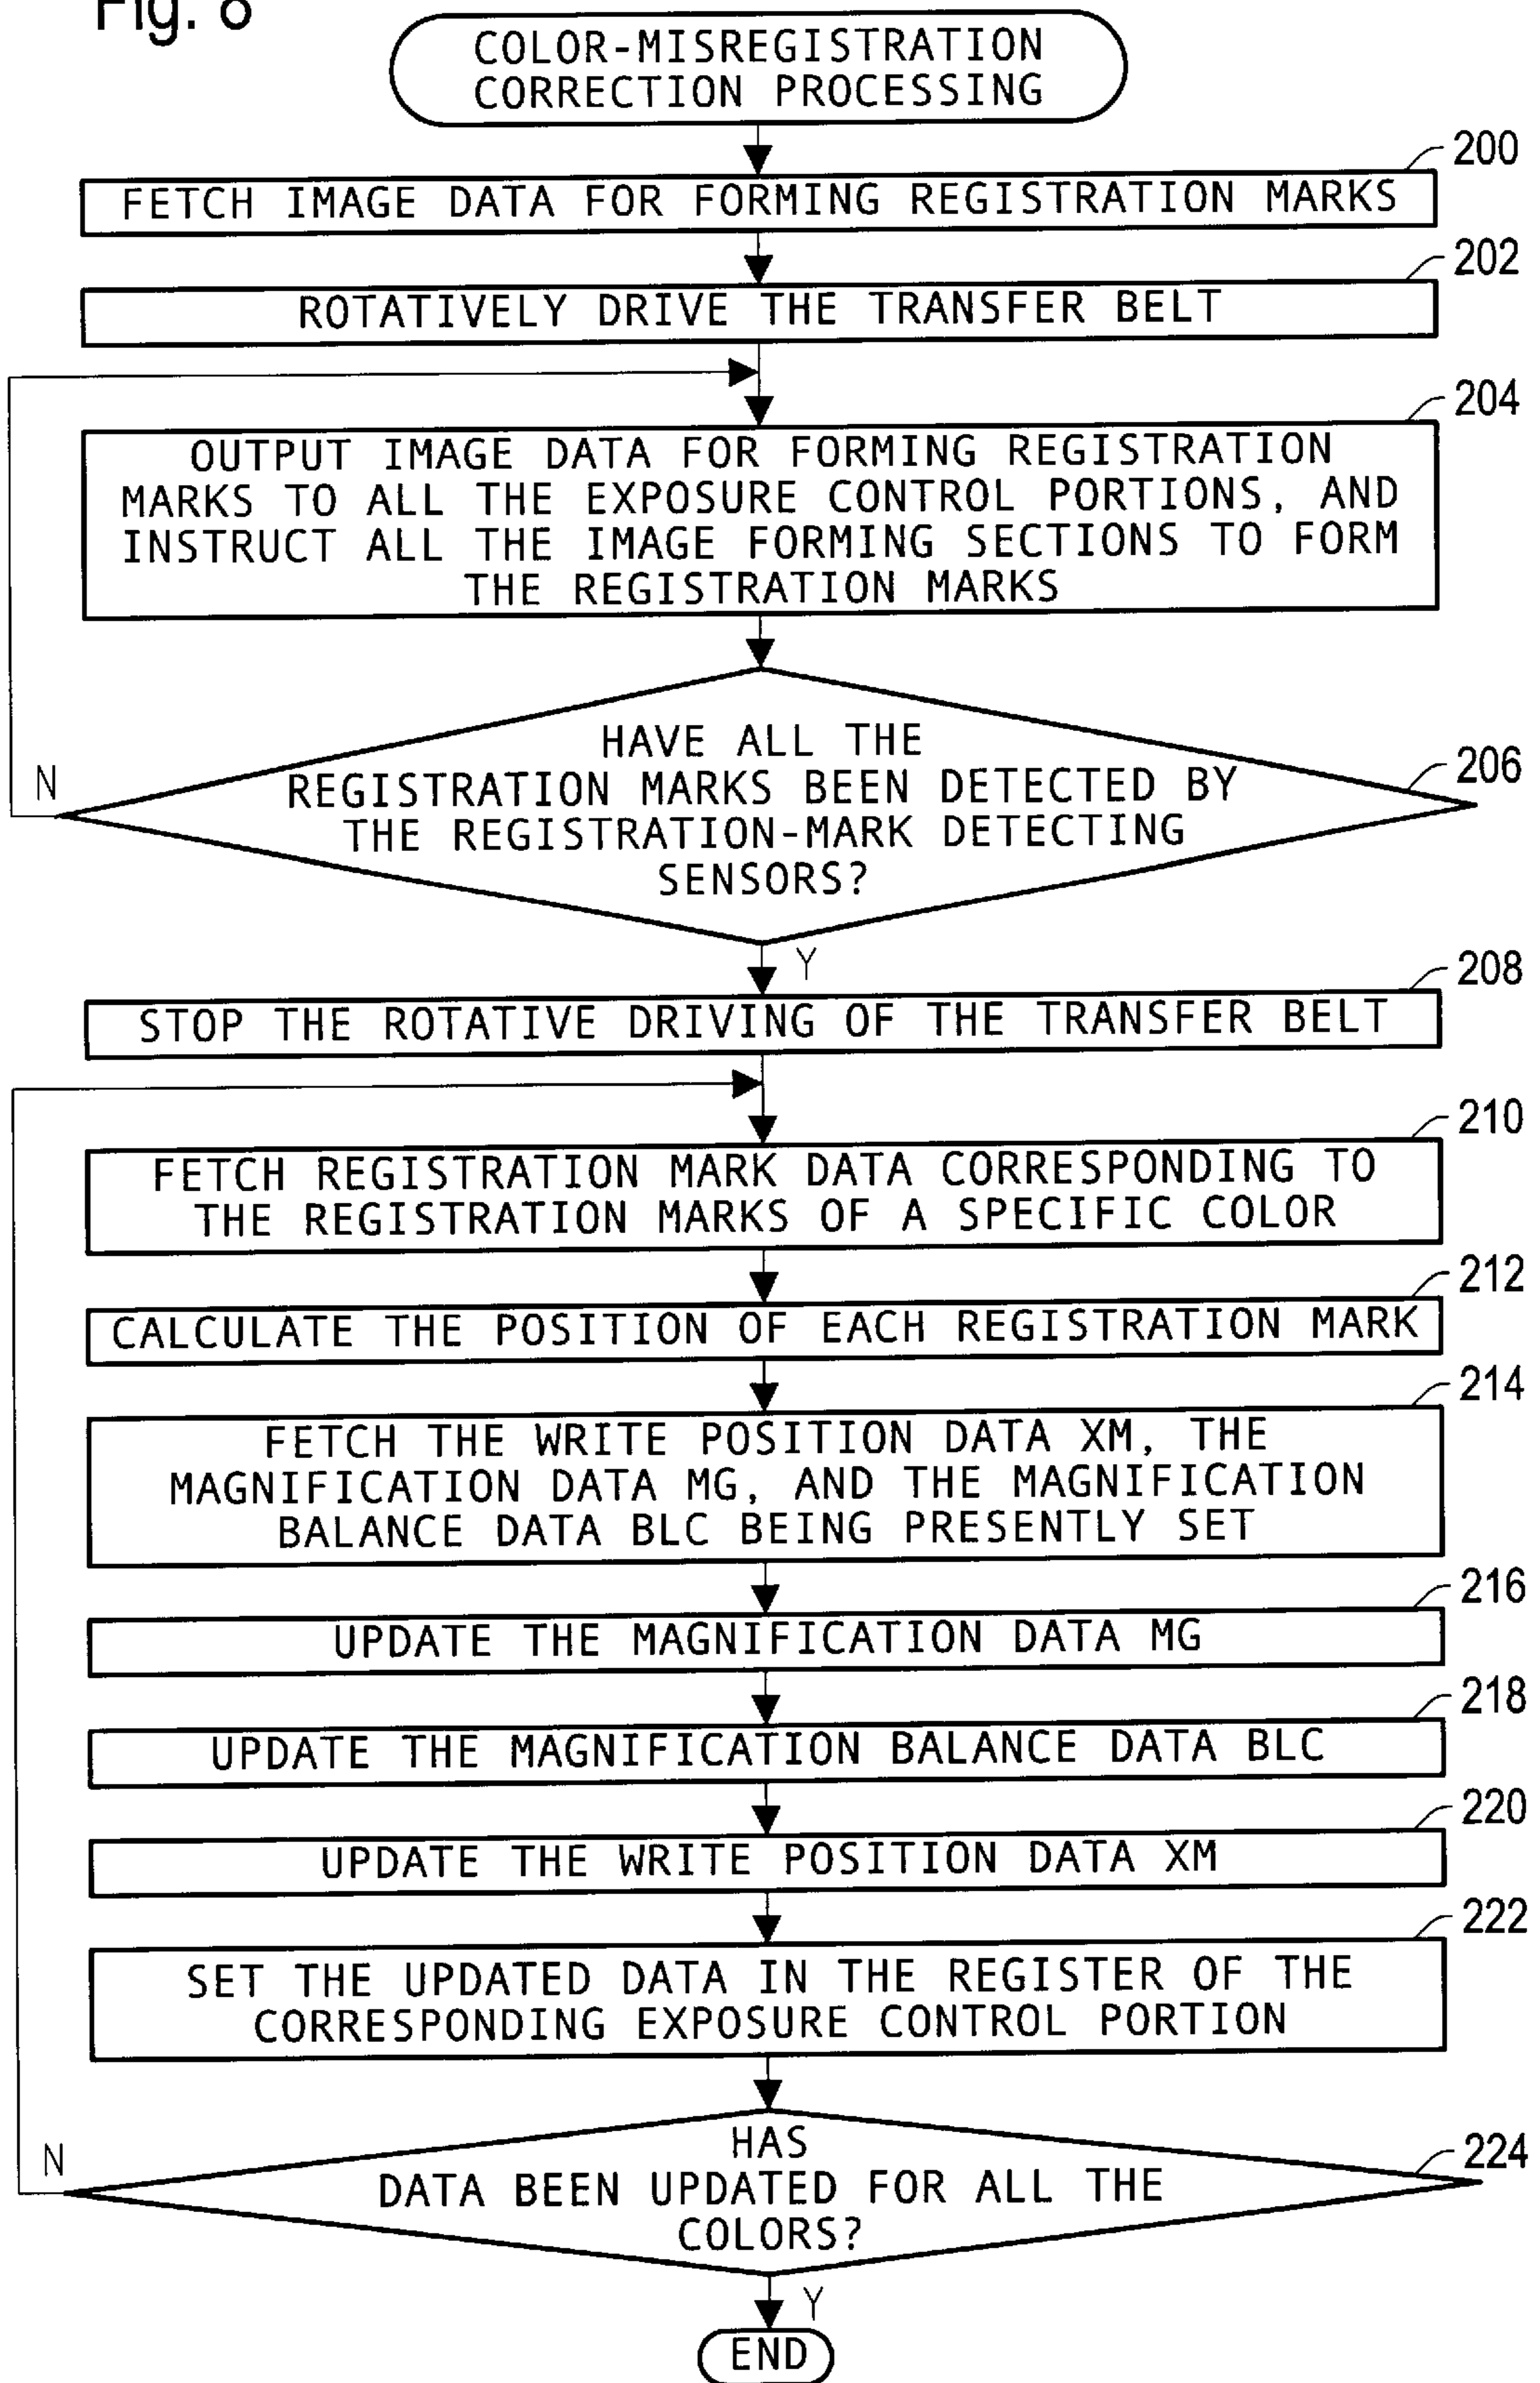 Fig. 8
COLOR-MISREGISTRATION
CORRECTION PROCESSING
200
FETCH IMAGE DATA FOR FORMING REGISTRATION MARKS
202
ROTATIVELY DRIVE THE TRANSFER BELT
204
OUTPUT IMAGE DATA FOR FORMING REGISTRATION
MARKS TO ALL THE EXPOSURE CONTROL PORTIONS, AND
INSTRUCT ALL THE IMAGE FORMING SECTIONS TO FORM
THE REGISTRATION MARKS
206
N
HAVE ALL THE
REGISTRATION MARKS BEEN DETECTED BY
THE REGISTRATION-MARK DETECTING
SENSORS?
Y
208
STOP THE ROTATIVE DRIVING OF THE TRANSFER BELT
210
FETCH REGISTRATION MARK DATA CORRESPONDING TO
THE REGISTRATION MARKS OF A SPECIFIC COLOR
212
CALCULATE THE POSITION OF EACH REGISTRATION MARK
214
FETCH THE WRITE POSITION DATA XM, THE
MAGNIFICATION DATA MG, AND THE MAGNIFICATION
BALANCE DATA BLC BEING PRESENTLY SET
216
UPDATE THE MAGNIFICATION DATA MG
218
UPDATE THE MAGNIFICATION BALANCE DATA BLC
220
UPDATE THE WRITE POSITION DATA XM
222
SET THE UPDATED DATA IN THE REGISTER OF THE
CORRESPONDING EXPOSURE CONTROL PORTION
224
N
HAS
DATA BEEN UPDATED FOR ALL THE
COLORS?
Y
END